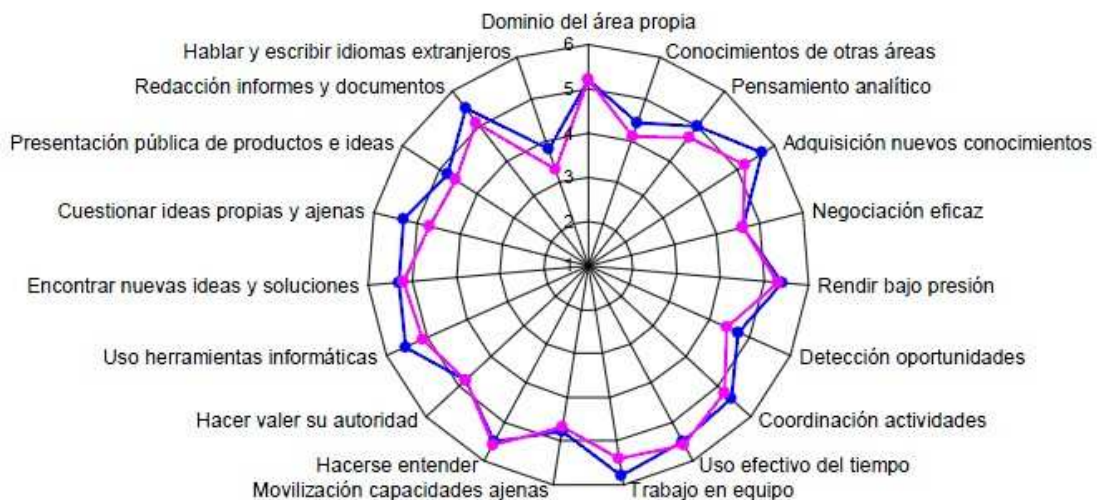 Dominio del área propia
Hablar y escribir idiomas extranjeros
Conocimientos de otras áreas
Redacción informes y documentos
Pensamiento analítico
Presentación pública de productos e ideas
Adquisición nuevos conocimientos
Cuestionar ideas propias y ajenas
Negociación eficaz
Encontrar nuevas ideas y soluciones
Rendir bajo presión
Uso herramientas informáticas
Detección oportunidades
Hacer valer su autoridad
Coordinación actividades
Hacerse entender
Uso efectivo del tiempo
Movilización capacidades ajenas
Trabajo en equipo
6
5
4
3
2
1